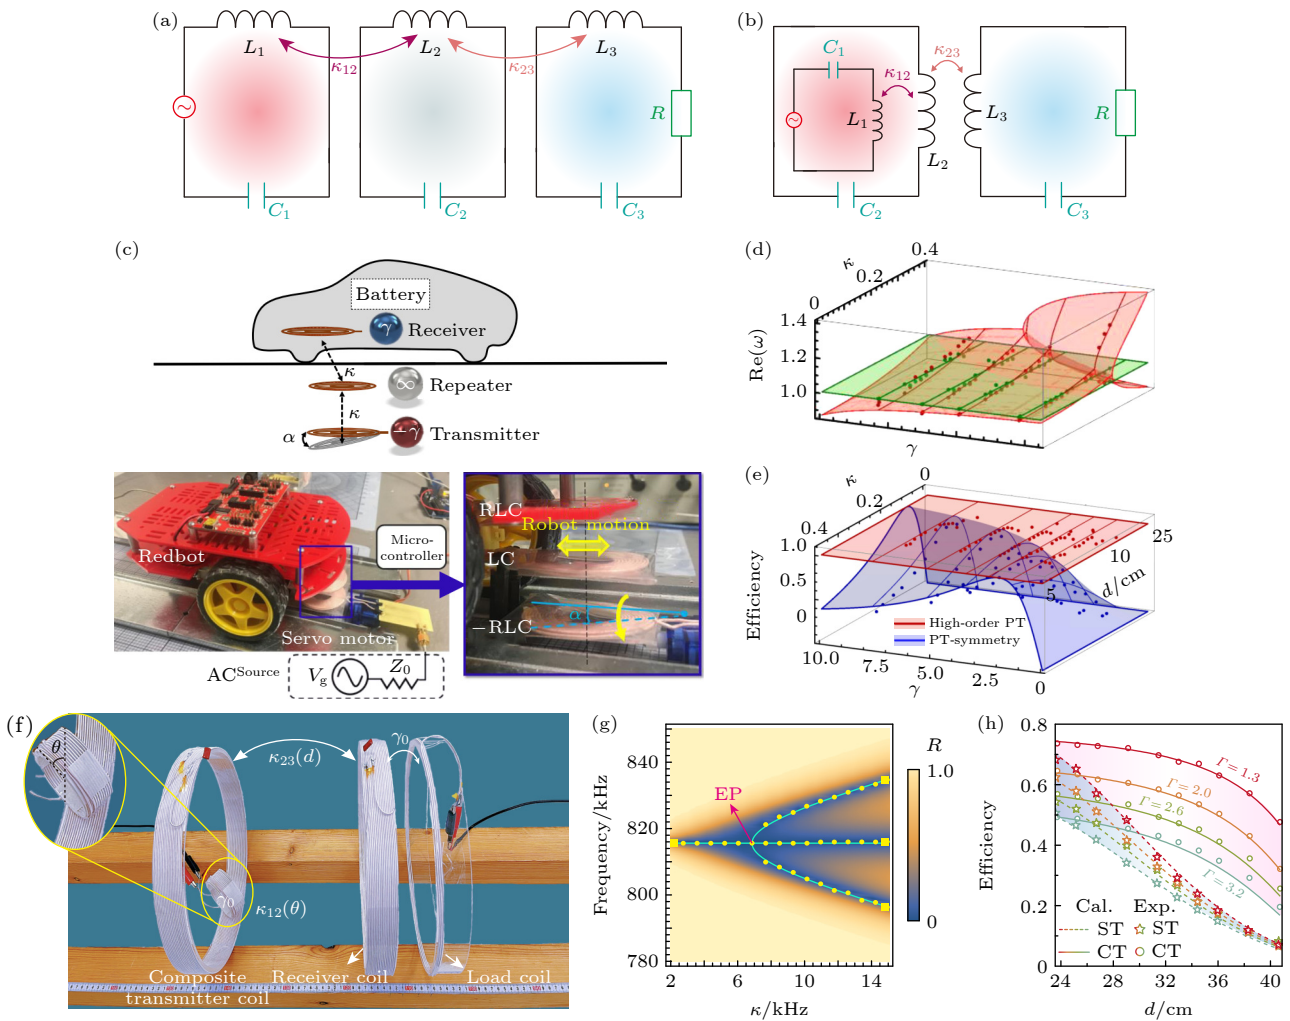 (a)
L1
L2
L3
κ12
κ23
~
R
C1
C2
C3
(b)
C1
κ12
κ23
~
L1
L2
L3
R
C2
C3
(c)
Battery
γ Receiver
κ
∞ Repeater
κ
α
−γ Transmitter
Redbot
Servo motor
Micro-
controller
RLC
Robot motion
LC
α
−RLC
AC Source
Vg
Z0
(d)
κ
0.4
0.2
0
1.4
1.2
1.0
Re(ω)
γ
(e)
κ
0
0.2
0.4
1.0
0.5
0
Efficiency
25
10
5
d/cm
High-order PT
PT-symmetry
10.0
7.5
5.0
2.5
0
γ
(f)
θ
κ23(d)
γ0
γ0
κ12(θ)
Composite
transmitter coil
Receiver coil
Load coil
(g)
840
820
800
780
Frequency/kHz
EP
R
1.0
0
2
4
6
8
10
12
14
κ/kHz
(h)
0.8
0.6
0.4
0.2
0
Efficiency
Γ=1.3
Γ=2.0
Γ=2.6
Γ=3.2
Cal. Exp.
ST ST
CT CT
24
28
32
36
40
d/cm